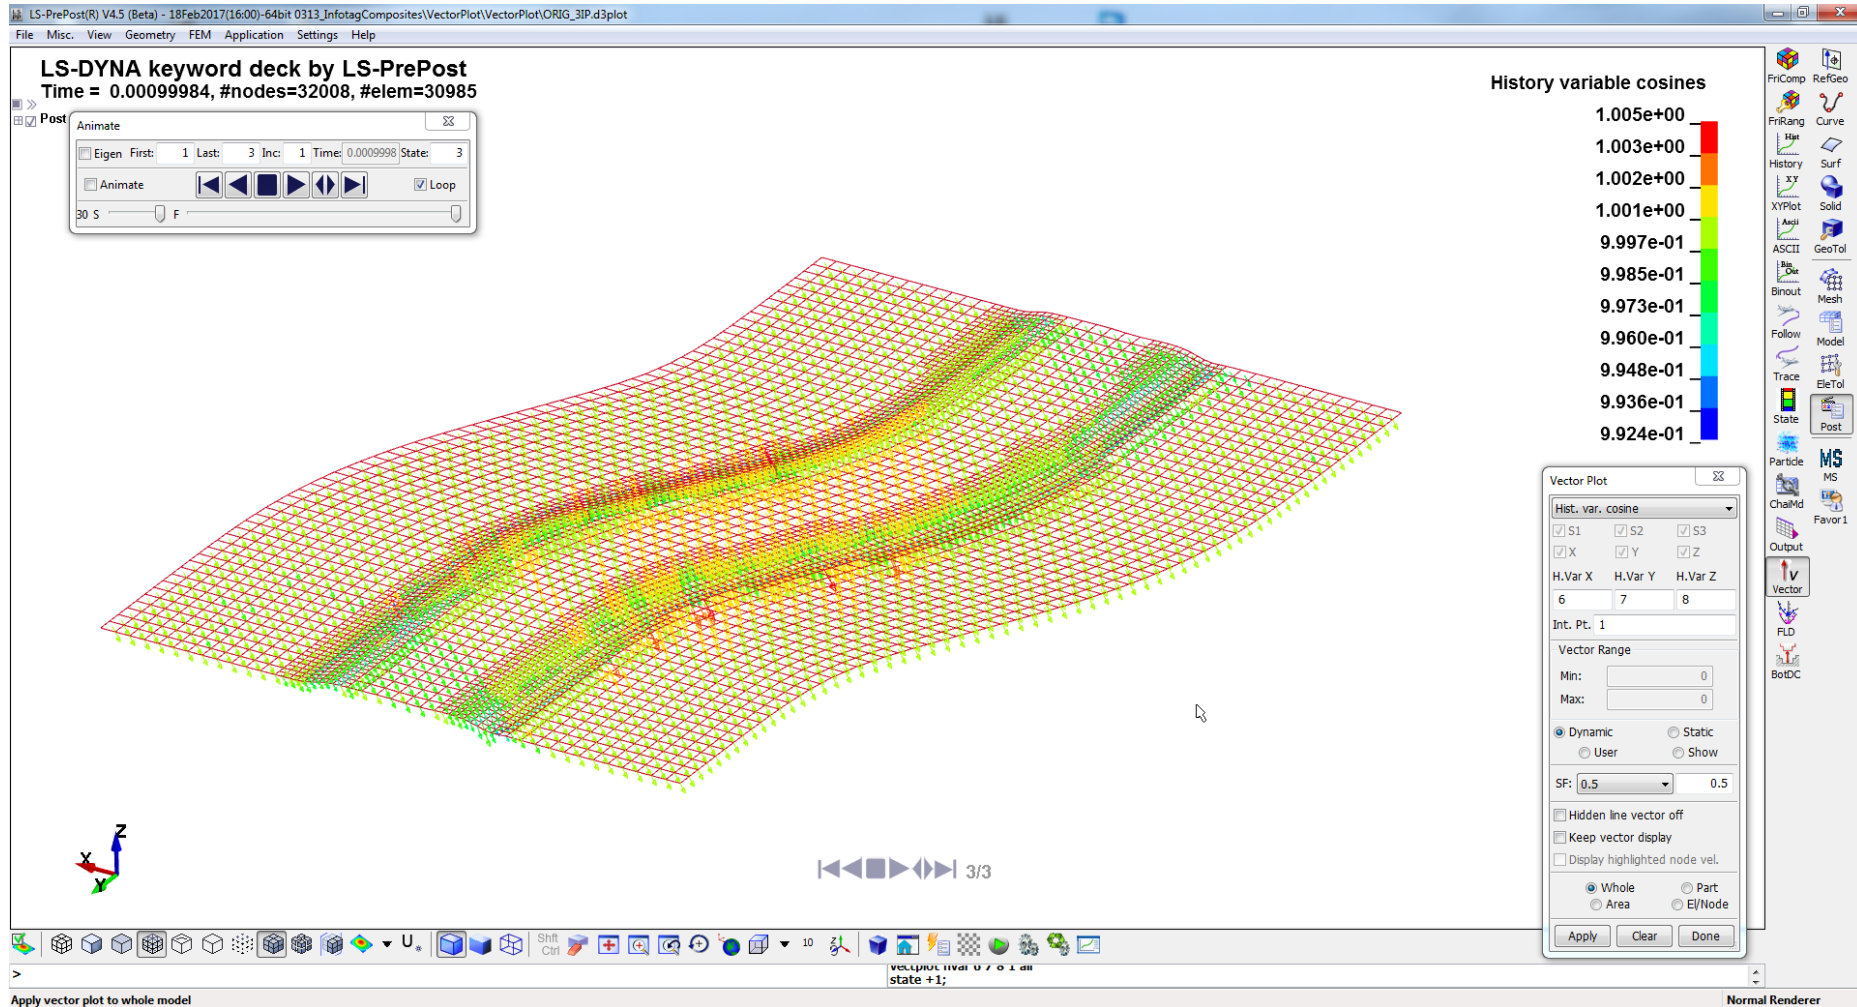 LS-PrePost(R) V4.5 (Beta) - 18Feb2017(16:00)-64bit 0313_InfotagComposites\VectorPlot\VectorPlot\ORIG_3IP.d3plot
File Misc. View Geometry FEM Application Settings Help
LS-DYNA keyword deck by LS-PrePost
Time = 0.00099984, #nodes=32008, #elem=30985
Post
Animate
Eigen First: 1 Last: 3 Inc: 1 Time: 0.0009998 State: 3
Animate Loop
30 S F
History variable cosines
1.005e+00
1.003e+00
1.002e+00
1.001e+00
9.997e-01
9.985e-01
9.973e-01
9.960e-01
9.948e-01
9.936e-01
9.924e-01
FriComp RefGeo
FriRang Curve
Hist
History Surf
XY
XYPlot Solid
Ascii
ASCII GeoTol
Bin Out
Binout Mesh
Follow Model
Trace EleTol
State Post
Particle MS
MS
ChaiMd Favor1
Output
V
Vector
FLD
BotDC
Vector Plot
Hist. var. cosine
S1 S2 S3
X Y Z
H.Var X H.Var Y H.Var Z
6 7 8
Int. Pt. 1
Vector Range
Min: 0
Max: 0
Dynamic Static
User Show
SF: 0.5 0.5
Hidden line vector off
Keep vector display
Display highlighted node vel.
Whole Part
Area El/Node
Apply Clear Done
Z
X
Y
3/3
U* Shft Ctrl 10
>
vectplot hvar 6 7 8 1 all
state +1;
Apply vector plot to whole model
Normal Renderer